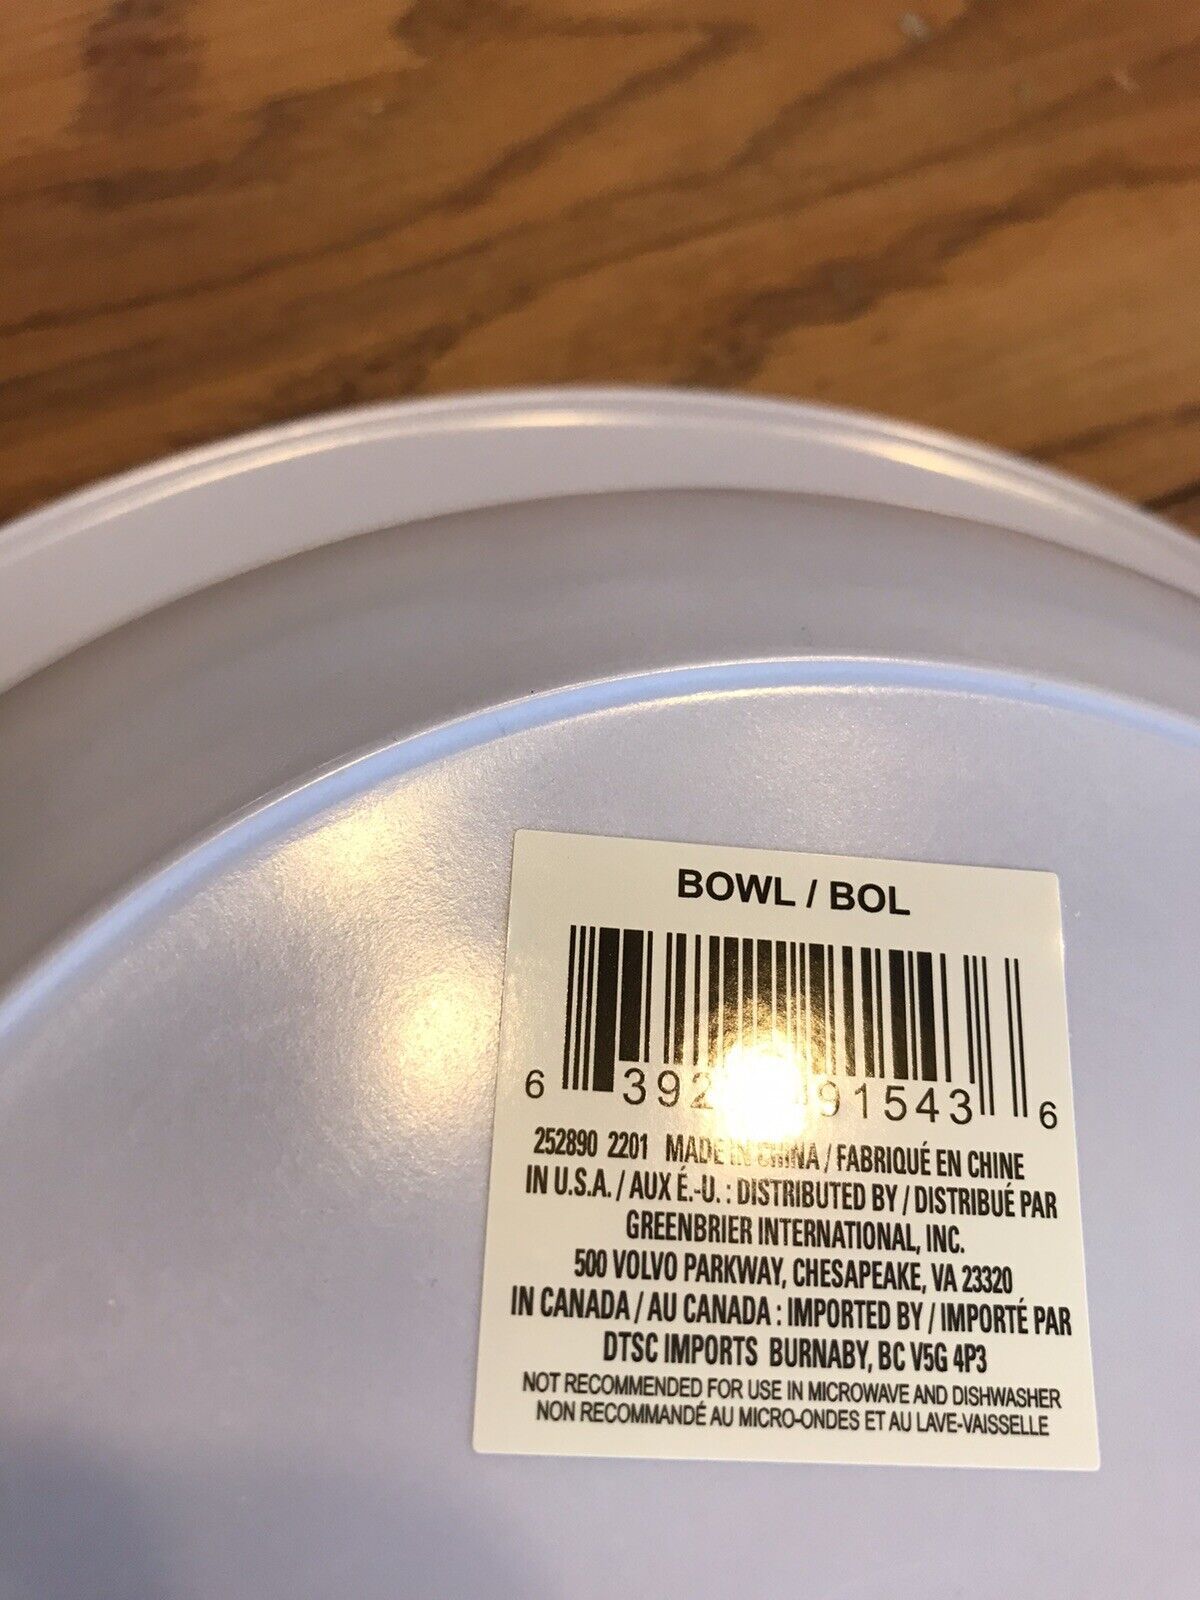 BOWL / BOL
6 392 91543 6
252890 2201 MADE IN CHINA / FABRIQUÉ EN CHINE
IN U.S.A. / AUX É.-U. : DISTRIBUTED BY / DISTRIBUÉ PAR
GREENBRIER INTERNATIONAL, INC.
500 VOLVO PARKWAY, CHESAPEAKE, VA 23320
IN CANADA / AU CANADA : IMPORTED BY / IMPORTÉ PAR
DTSC IMPORTS BURNABY, BC V5G 4P3
NOT RECOMMENDED FOR USE IN MICROWAVE AND DISHWASHER
NON RECOMMANDÉ AU MICRO-ONDES ET AU LAVE-VAISSELLE